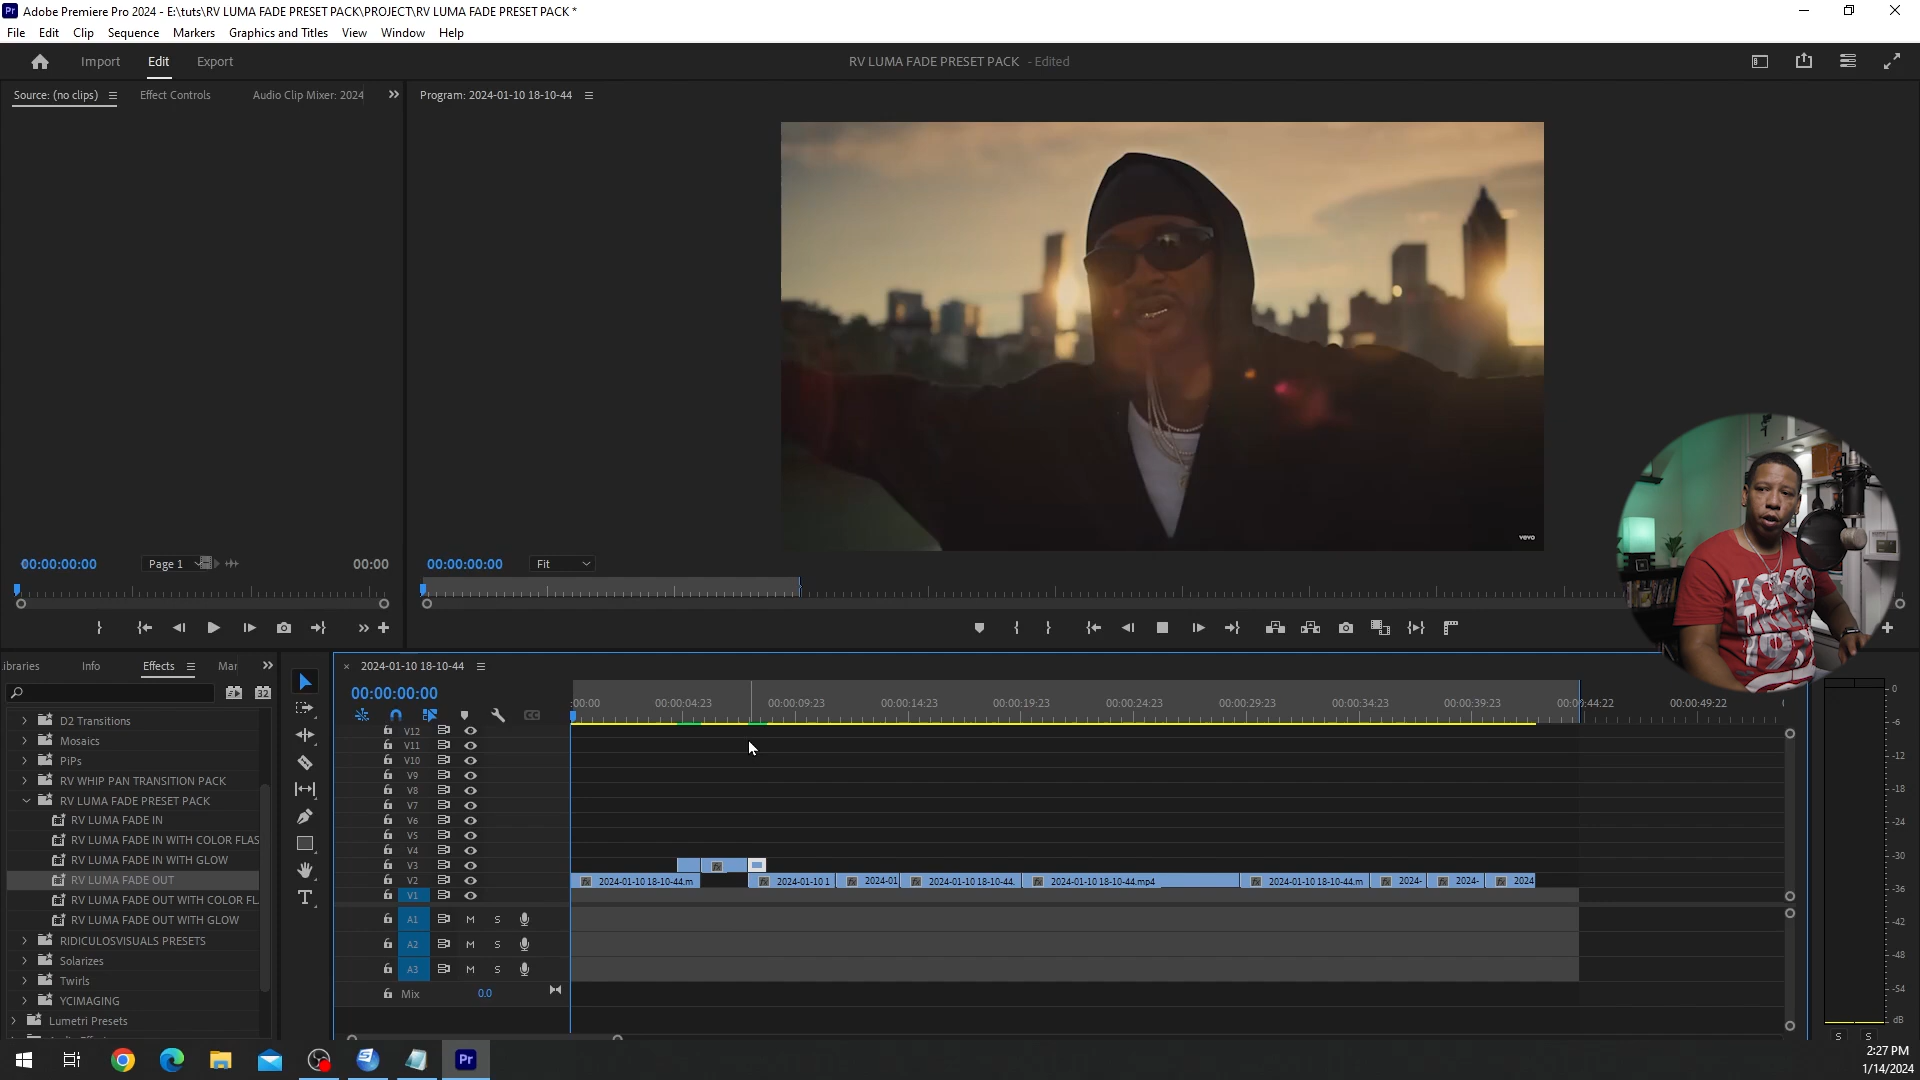 Pr Adobe Premiere Pro 2024 - E:\tuts\RV LUMA FADE PRESET PACK\PROJECT\RV LUMA FADE PRESET PACK *
File Edit Clip Sequence Markers Graphics and Titles View Window Help
Import Edit Export RV LUMA FADE PRESET PACK - Edited
Source: (no clips) Effect Controls Audio Clip Mixer: 2024 Program: 2024-01-10 18-10-44
vevo
00:00:00:00 Page 1 00:00 00:00:00:00 Fit
ibraries Info Effects Mar 2024-01-10 18-10-44
00:00:00:00
:00:00 00:00:04:23 00:00:09:23 00:00:14:23 00:00:19:23 00:00:24:23 00:00:29:23 00:00:34:23 00:00:39:23 00:00:44:22 00:00:49:22
32
D2 Transitions
Mosaics
PiPs
RV WHIP PAN TRANSITION PACK
RV LUMA FADE PRESET PACK
RV LUMA FADE IN
RV LUMA FADE IN WITH COLOR FLAS
RV LUMA FADE IN WITH GLOW
RV LUMA FADE OUT
RV LUMA FADE OUT WITH COLOR FL
RV LUMA FADE OUT WITH GLOW
RIDICULOSVISUALS PRESETS
Solarizes
Twirls
YCIMAGING
Lumetri Presets
V12
V11
V10
V9
V8
V7
V6
V5
V4
V3
V2 2024-01-10 18-10-44.m 2024-01-10 1 2024-01 2024-01-10 18-10-44. 2024-01-10 18-10-44.mp4 2024-01-10 18-10-44.m 2024- 2024- 2024
V1
A1 M S
A2 M S
A3 M S
Mix 0.0
0
-6
-12
-18
-24
-30
-36
-42
-48
-54
dB
S S
Pr
2:27 PM
1/14/2024